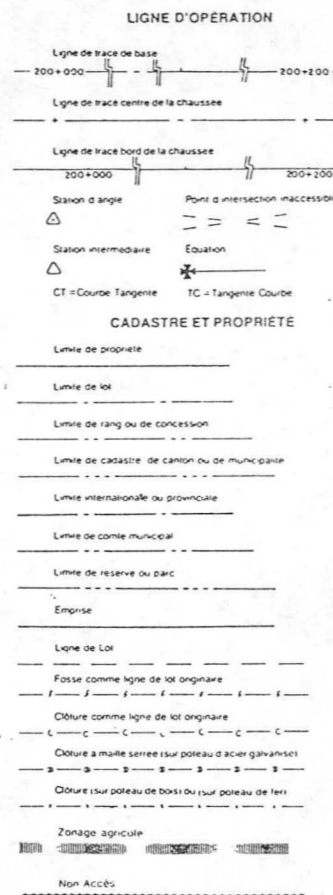 LIGNE D'OPÉRATION
Ligne de tracé de base
200+000 200+200
Ligne de tracé centre de la chaussée
Ligne de tracé bord de la chaussée
200+000 200+200
Station d'angle Point d'intersection inaccessible
Station intermédiaire Équation
CT = Courbe Tangente TC = Tangente Courbe
CADASTRE ET PROPRIÉTÉ
Limite de propriété
Limite de lot
Limite de rang ou de concession
Limite de cadastre de canton ou de municipalité
Limite internationale ou provinciale
Limite de comté municipal
Limite de réserve ou parc
Emprise
Ligne de Lot
Fossé comme ligne de lot originaire
f f f f f f f
Clôture comme ligne de lot originaire
C C C C C C C
Clôture à maille serrée (sur poteau d'acier galvanisé)
Clôture (sur poteau de bois) ou (sur poteau de fer)
Zonage agricole
Non Accès